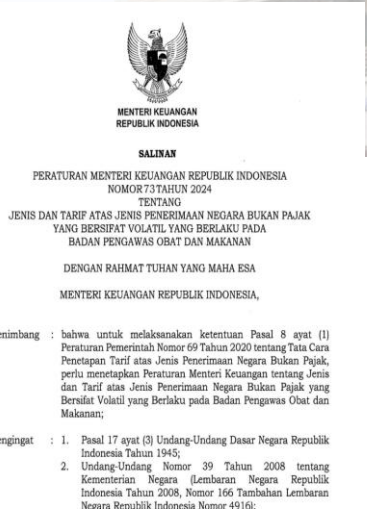 MENTERI KEUANGAN
REPUBLIK INDONESIA
SALINAN
PERATURAN MENTERI KEUANGAN REPUBLIK INDONESIA
NOMOR 73 TAHUN 2024
TENTANG
JENIS DAN TARIF ATAS JENIS PENERIMAAN NEGARA BUKAN PAJAK
YANG BERSIFAT VOLATIL YANG BERLAKU PADA
BADAN PENGAWAS OBAT DAN MAKANAN
DENGAN RAHMAT TUHAN YANG MAHA ESA
MENTERI KEUANGAN REPUBLIK INDONESIA,
enimbang : bahwa untuk melaksanakan ketentuan Pasal 8 ayat (1)
Peraturan Pemerintah Nomor 69 Tahun 2020 tentang Tata Cara
Penetapan Tarif atas Jenis Penerimaan Negara Bukan Pajak,
perlu menetapkan Peraturan Menteri Keuangan tentang Jenis
dan Tarif atas Jenis Penerimaan Negara Bukan Pajak yang
Bersifat Volatil yang Berlaku pada Badan Pengawas Obat dan
Makanan;
engingat : 1. Pasal 17 ayat (3) Undang-Undang Dasar Negara Republik
Indonesia Tahun 1945;
2. Undang-Undang Nomor 39 Tahun 2008 tentang
Kementerian Negara (Lembaran Negara Republik
Indonesia Tahun 2008, Nomor 166 Tambahan Lembaran
Negara Republik Indonesia Nomor 4916);